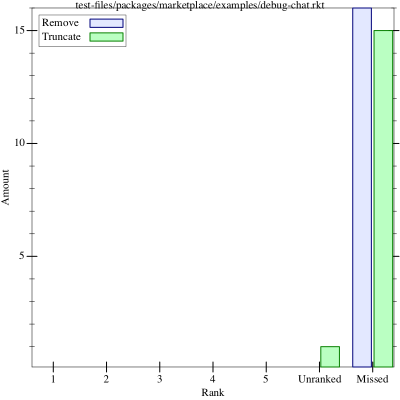 test-files/packages/marketplace/examples/debug-chat.rkt
Remove
Truncate
15
10
5
Amount
1 2 3 4 5 Unranked Missed
Rank